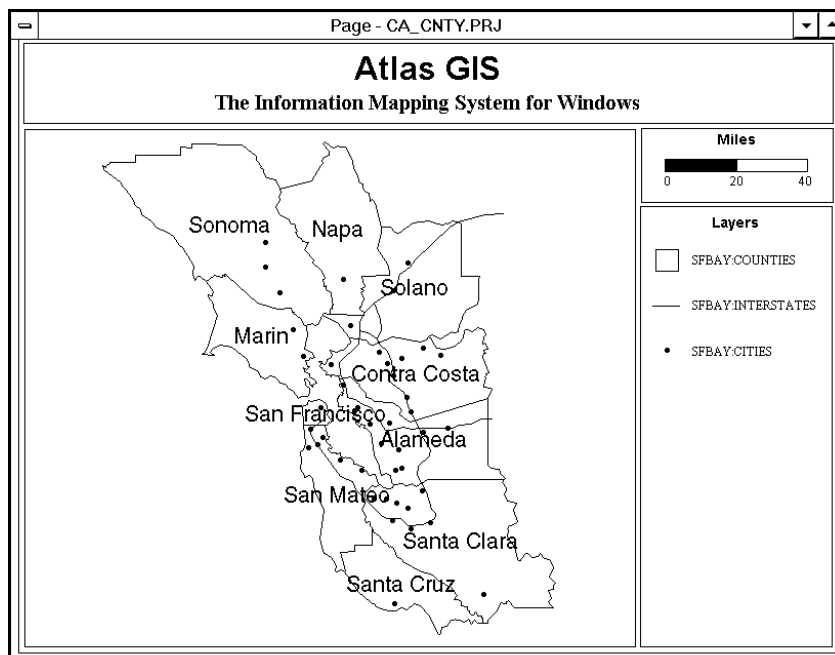 Page - CA_CNTY.PRJ
Atlas GIS
The Information Mapping System for Windows
Miles
0 20 40
Layers
SFBAY:COUNTIES
SFBAY:INTERSTATES
SFBAY:CITIES
Sonoma
Napa
Solano
Marin
Contra Costa
San Francisco
Alameda
San Mateo
Santa Clara
Santa Cruz